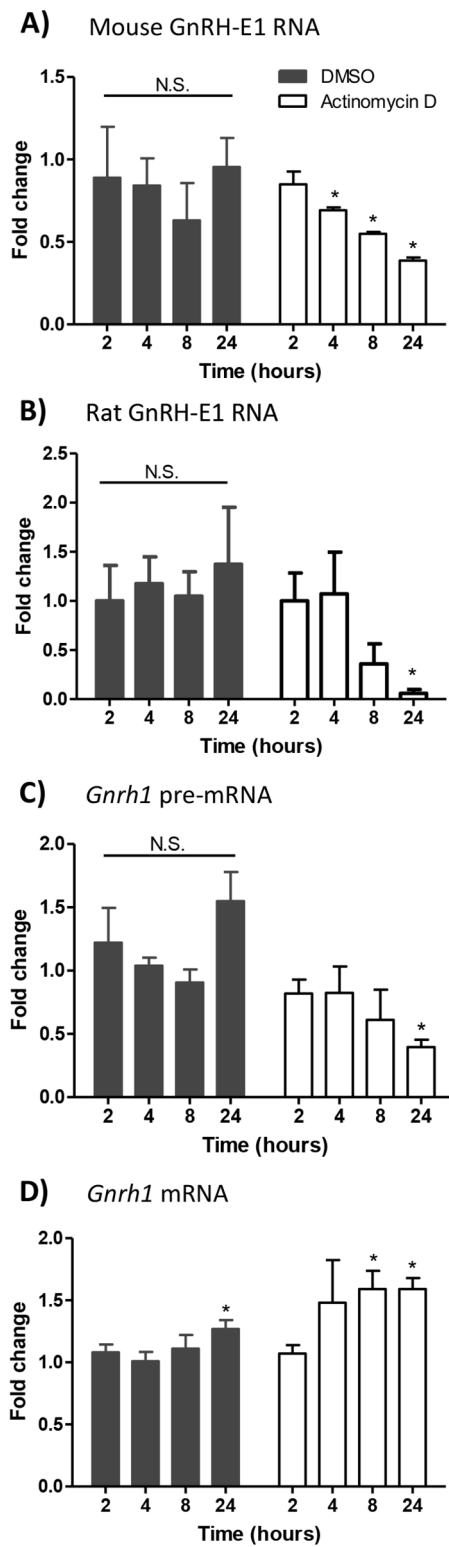 A) Mouse GnRH-E1 RNA
DMSO
Actinomycin D
N.S.
* * *
Fold change
1.5
1.0
0.5
0.0
2 4 8 24 2 4 8 24
Time (hours)
B) Rat GnRH-E1 RNA
N.S.
*
Fold change
2.5
2.0
1.5
1.0
0.5
0.0
2 4 8 24 2 4 8 24
Time (hours)
C) Gnrh1 pre-mRNA
N.S.
*
Fold change
2.0
1.5
1.0
0.5
0.0
2 4 8 24 2 4 8 24
Time (hours)
D) Gnrh1 mRNA
* * *
Fold change
2.0
1.5
1.0
0.5
0.0
2 4 8 24 2 4 8 24
Time (hours)